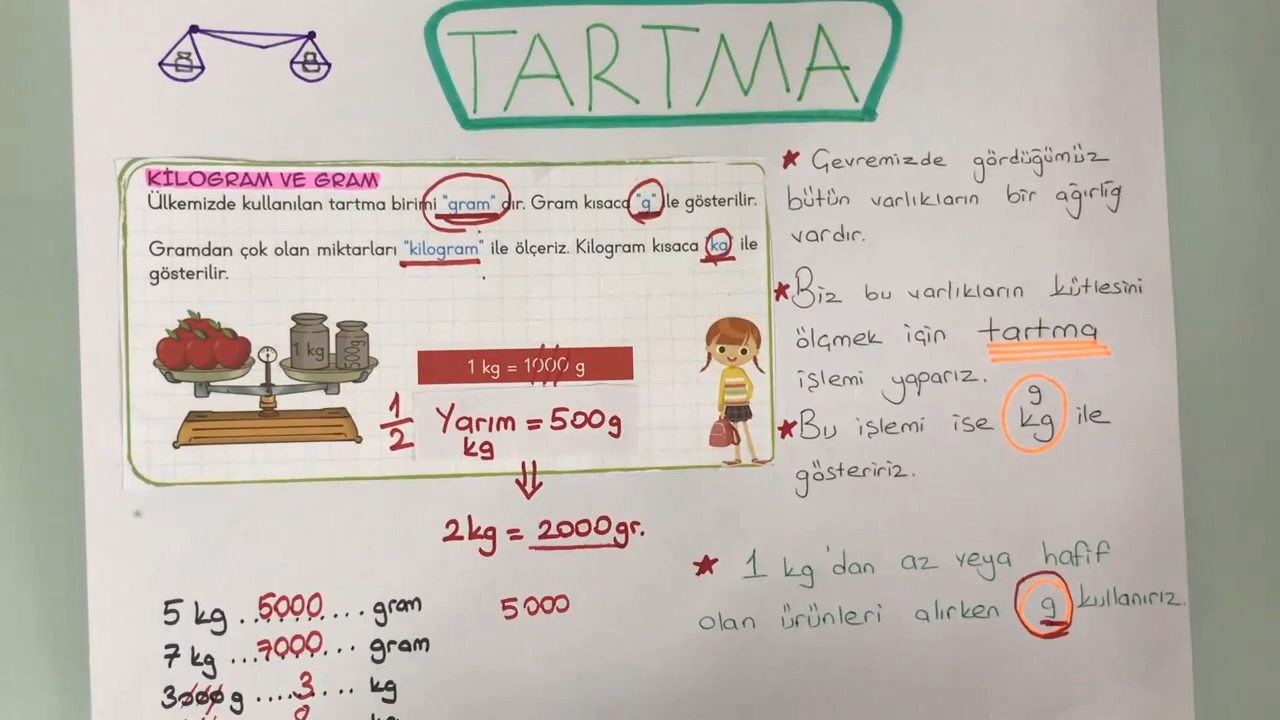 TARTMA
KİLOGRAM VE GRAM
Ülkemizde kullanılan tartma birimi "gram" dır. Gram kısaca "g" ile gösterilir.
Gramdan çok olan miktarları "kilogram" ile ölçeriz. Kilogram kısaca "kg" ile
gösterilir.
1 kg
500g
1 kg = 1000 g
1/2 Yarım = 500g
kg
2kg = 2000gr.
5 kg ..5000... gram
5000
7 kg ...7000... gram
3000g ....3.... kg
★ Çevremizde gördüğümüz
bütün varlıkların bir ağırlığ
vardır.
★ Biz bu varlıkların kütlesini
ölçmek için tartma
işlemi yaparız.
g
★ Bu işlemi ise kg ile
gösteririz.
★ 1 kg'dan az veya hafif
olan ürünleri alırken g kullanırız.